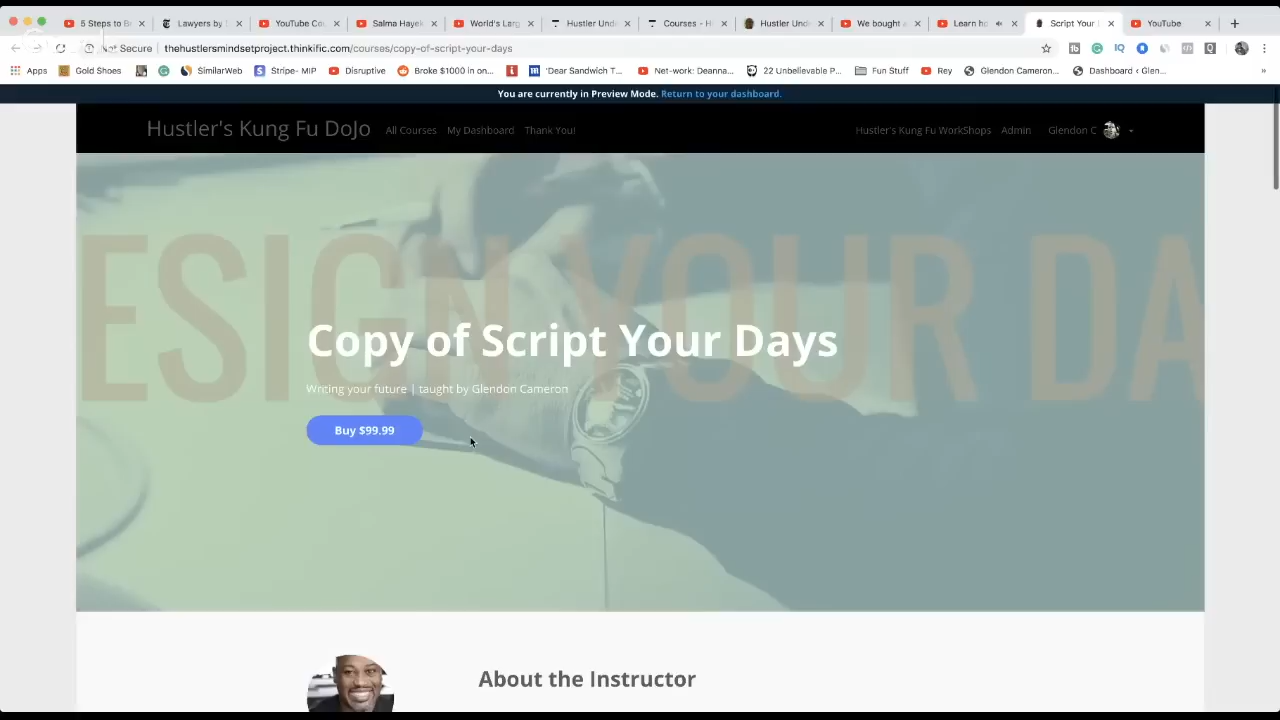 5 Steps to B
Lawyers by
YouTube Cou
Salma Hayek
World's Larg
Hustler Unde
Courses - H
Hustler Unde
We bought a
Learn ho
Script Your
YouTube
Secure
thehustlersmindsetproject.thinkific.com/courses/copy-of-script-your-days
Apps
Gold Shoes
SimilarWeb
Stripe- MIP
Disruptive
Broke $1000 in on...
'Dear Sandwich T...
Net-work: Deanna...
22 Unbelievable P...
Fun Stuff
Rey
Glendon Cameron...
Dashboard ‹ Glen...
You are currently in Preview Mode. Return to your dashboard.
Hustler's Kung Fu DoJo
All Courses
My Dashboard
Thank You!
Hustler's Kung Fu WorkShops
Admin
Glendon C
ESIGN YOUR DA
Copy of Script Your Days
Writing your future | taught by Glendon Cameron
Buy $99.99
About the Instructor